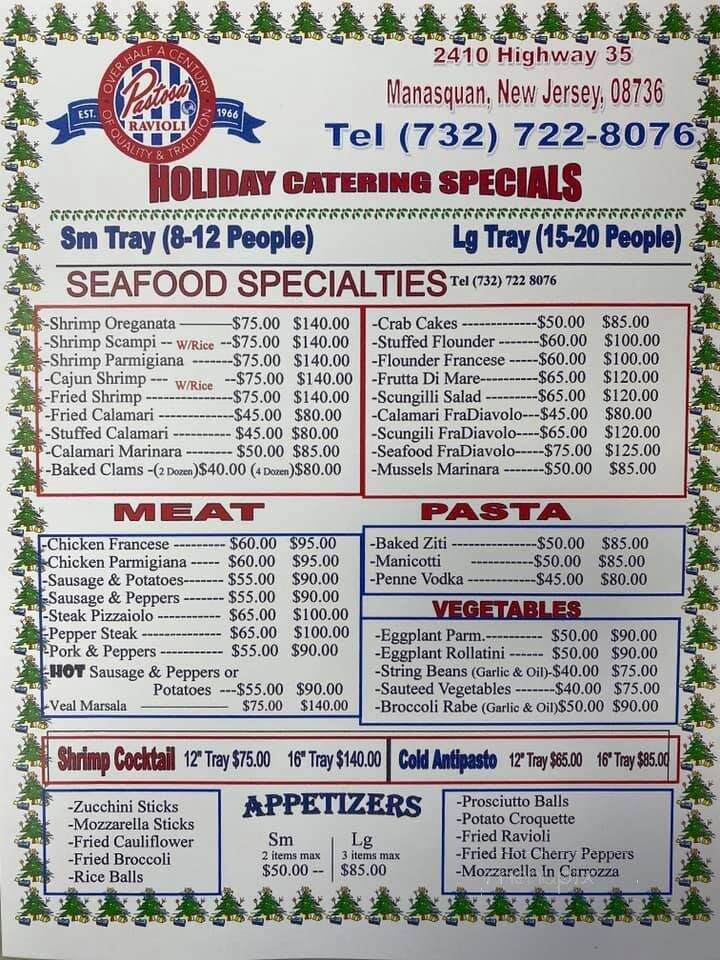 OVER HALF A CENTURY
EST. Pastosa 1966
RAVIOLI
OF QUALITY & TRADITION
2410 Highway 35
Manasquan, New Jersey, 08736
Tel (732) 722-8076
HOLIDAY CATERING SPECIALS
Sm Tray (8-12 People) Lg Tray (15-20 People)
SEAFOOD SPECIALTIES Tel (732) 722 8076
-Shrimp Oreganata ———$75.00 $140.00
-Shrimp Scampi -- W/Rice --$75.00 $140.00
-Shrimp Parmigiana -------$75.00 $140.00
-Cajun Shrimp --- W/Rice --$75.00 $140.00
-Fried Shrimp --------------$75.00 $140.00
-Fried Calamari ------------$45.00 $80.00
-Stuffed Calamari ---------- $45.00 $80.00
-Calamari Marinara ------- $50.00 $85.00
-Baked Clams -(2 Dozen)$40.00 (4 Dozen)$80.00
-Crab Cakes -------------$50.00 $85.00
-Stuffed Flounder -------$60.00 $100.00
-Flounder Francese -----$60.00 $100.00
-Frutta Di Mare----------$65.00 $120.00
-Scungilli Salad ---------$65.00 $120.00
-Calamari FraDiavolo---$45.00 $80.00
-Scungili FraDiavolo----$65.00 $120.00
-Seafood FraDiavolo----$75.00 $125.00
-Mussels Marinara -------$50.00 $85.00
MEAT
-Chicken Francese --------- $60.00 $95.00
-Chicken Parmigiana ----- $60.00 $95.00
-Sausage & Potatoes------- $55.00 $90.00
-Sausage & Peppers ------- $55.00 $90.00
-Steak Pizzaiolo ----------- $65.00 $100.00
-Pepper Steak -------------- $65.00 $100.00
-Pork & Peppers ----------- $55.00 $90.00
-HOT Sausage & Peppers or
Potatoes ---$55.00 $90.00
-Veal Marsala ————— $75.00 $140.00
PASTA
-Baked Ziti --------------$50.00 $85.00
-Manicotti -----------$50.00 $85.00
-Penne Vodka -----------$45.00 $80.00
VEGETABLES
-Eggplant Parm.---------- $50.00 $90.00
-Eggplant Rollatini ------ $50.00 $90.00
-String Beans (Garlic & Oil)-$40.00 $75.00
-Sauteed Vegetables -------$40.00 $75.00
-Broccoli Rabe (Garlic & Oil)$50.00 $90.00
Shrimp Cocktail 12" Tray $75.00 16" Tray $140.00 Cold Antipasto 12" Tray $65.00 16" Tray $85.00
-Zucchini Sticks
-Mozzarella Sticks
-Fried Cauliflower
-Fried Broccoli
-Rice Balls
APPETIZERS
Sm Lg
2 items max 3 items max
$50.00 -- $85.00
-Prosciutto Balls
-Potato Croquette
-Fried Ravioli
-Fried Hot Cherry Peppers
-Mozzarella In Carrozza